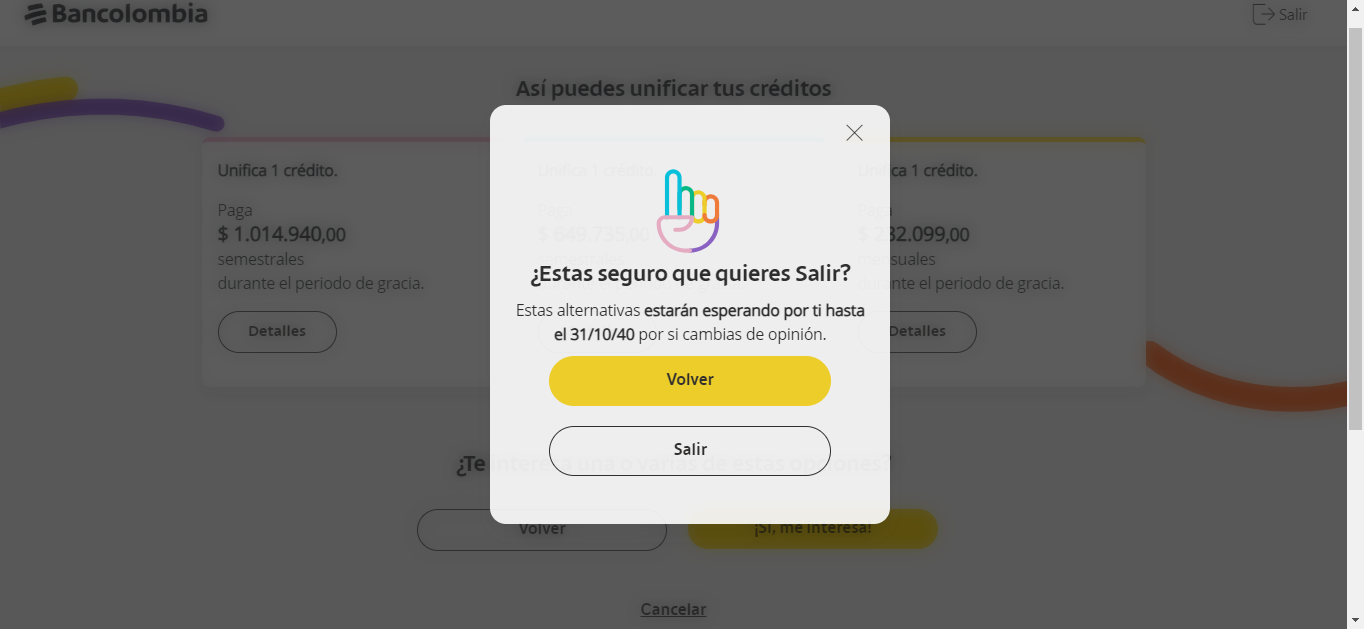 Bancolombia
Salir
Así puedes unificar tus créditos
Unifica 1 crédito.
Paga
$ 1.014.940,00
semestrales
durante el periodo de gracia.
Detalles
Unifica 1 crédito.
Paga
$ 649.735,00
Unifica 1 crédito.
Paga
$ 232.099,00
mensuales
durante el periodo de gracia.
Detalles
¿Estas seguro que quieres Salir?
Estas alternativas estarán esperando por ti hasta
el 31/10/40 por si cambias de opinión.
Volver
Salir
¿Te interesa una o varias de estas opciones?
Volver
¡Sí, me interesa!
Cancelar